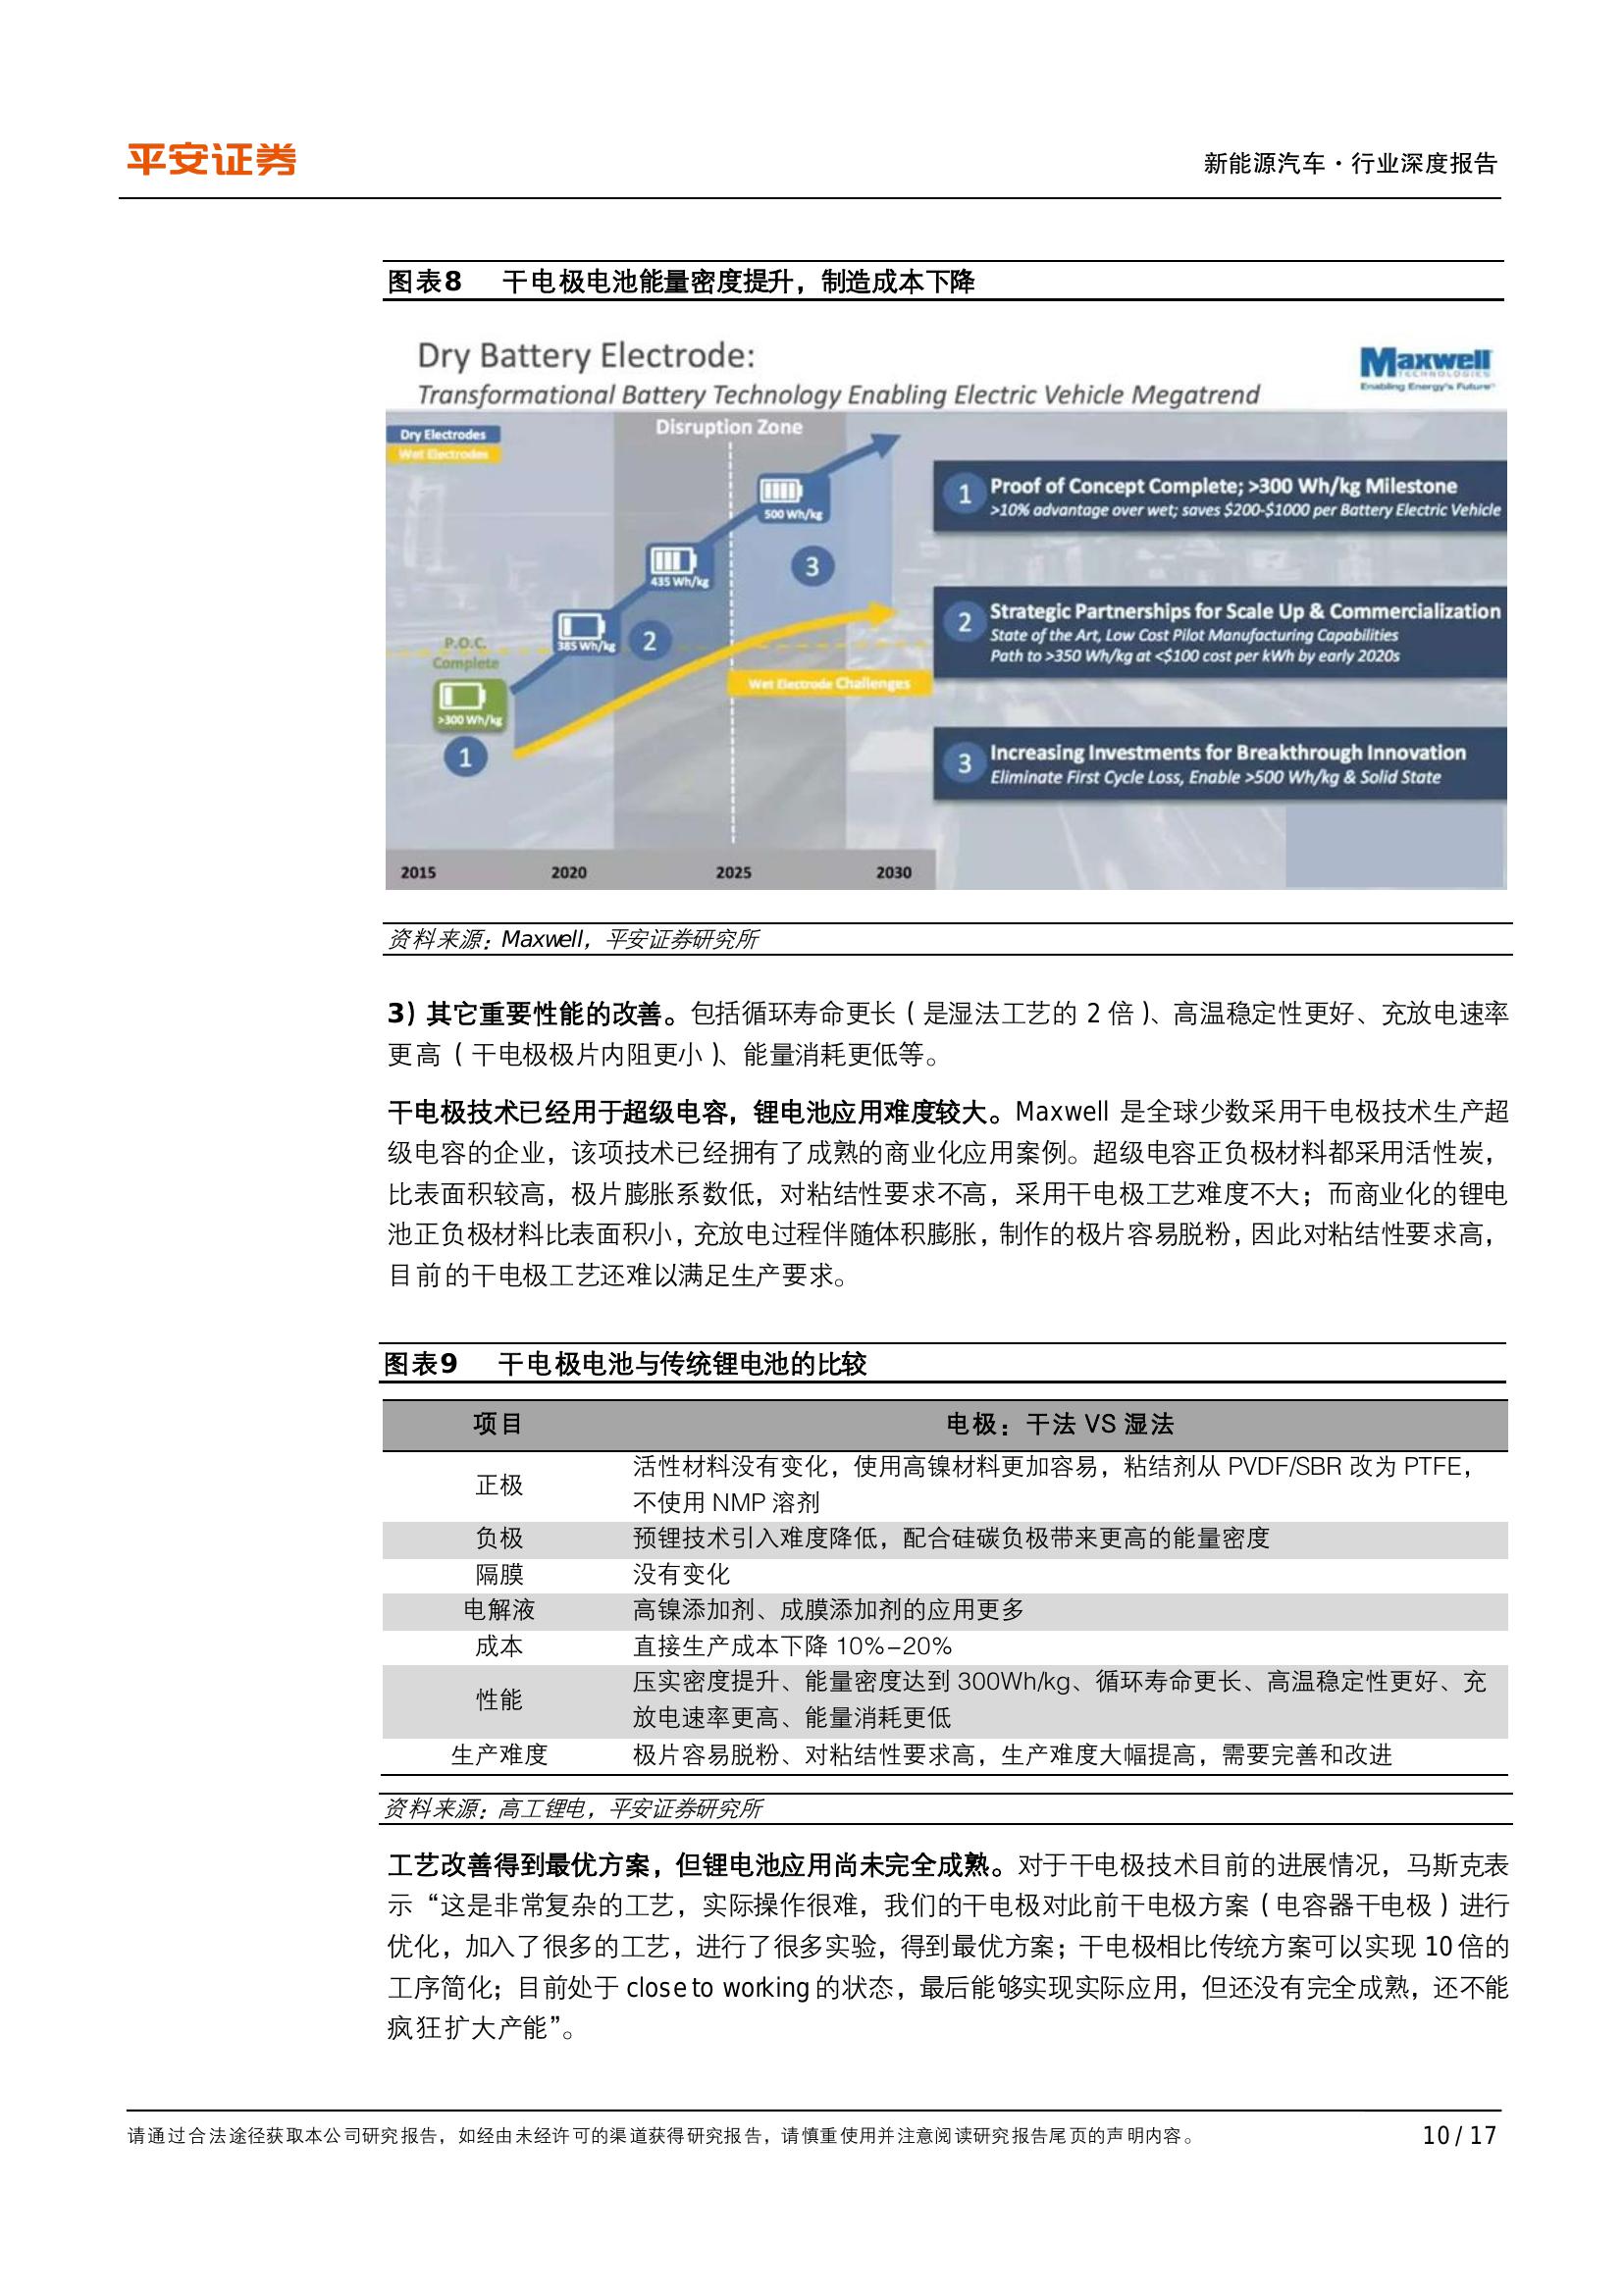 平安证券
新能源汽车·行业深度报告
图表8 干电极电池能量密度提升，制造成本下降
Dry Battery Electrode:
Transformational Battery Technology Enabling Electric Vehicle Megatrend
Maxwell
TECHNOLOGIES
Enabling Energy's Future
Dry Electrodes
Wet Electrodes
Disruption Zone
500 Wh/kg
435 Wh/kg
385 Wh/kg
P.O.C.
Complete
>300 Wh/kg
1
2
3
Wet Electrode Challenges
1 Proof of Concept Complete; >300 Wh/kg Milestone
>10% advantage over wet; saves $200-$1000 per Battery Electric Vehicle
2 Strategic Partnerships for Scale Up & Commercialization
State of the Art, Low Cost Pilot Manufacturing Capabilities
Path to >350 Wh/kg at <$100 cost per kWh by early 2020s
3 Increasing Investments for Breakthrough Innovation
Eliminate First Cycle Loss, Enable >500 Wh/kg & Solid State
2015 2020 2025 2030
资料来源：Maxwell，平安证券研究所
3) 其它重要性能的改善。包括循环寿命更长（是湿法工艺的 2 倍）、高温稳定性更好、充放电速率
更高（干电极极片内阻更小）、能量消耗更低等。
干电极技术已经用于超级电容，锂电池应用难度较大。Maxwell 是全球少数采用干电极技术生产超
级电容的企业，该项技术已经拥有了成熟的商业化应用案例。超级电容正负极材料都采用活性炭，
比表面积较高，极片膨胀系数低，对粘结性要求不高，采用干电极工艺难度不大；而商业化的锂电
池正负极材料比表面积小，充放电过程伴随体积膨胀，制作的极片容易脱粉，因此对粘结性要求高，
目前的干电极工艺还难以满足生产要求。
图表9 干电极电池与传统锂电池的比较
项目 电极：干法 VS 湿法
正极 活性材料没有变化，使用高镍材料更加容易，粘结剂从 PVDF/SBR 改为 PTFE，
不使用 NMP 溶剂
负极 预锂技术引入难度降低，配合硅碳负极带来更高的能量密度
隔膜 没有变化
电解液 高镍添加剂、成膜添加剂的应用更多
成本 直接生产成本下降 10%-20%
性能 压实密度提升、能量密度达到 300Wh/kg、循环寿命更长、高温稳定性更好、充
放电速率更高、能量消耗更低
生产难度 极片容易脱粉、对粘结性要求高，生产难度大幅提高，需要完善和改进
资料来源：高工锂电，平安证券研究所
工艺改善得到最优方案，但锂电池应用尚未完全成熟。对于干电极技术目前的进展情况，马斯克表
示“这是非常复杂的工艺，实际操作很难，我们的干电极对此前干电极方案（电容器干电极）进行
优化，加入了很多的工艺，进行了很多实验，得到最优方案；干电极相比传统方案可以实现 10 倍的
工序简化；目前处于 close to working 的状态，最后能够实现实际应用，但还没有完全成熟，还不能
疯狂扩大产能”。
请通过合法途径获取本公司研究报告，如经由未经许可的渠道获得研究报告，请慎重使用并注意阅读研究报告尾页的声明内容。
10 / 17